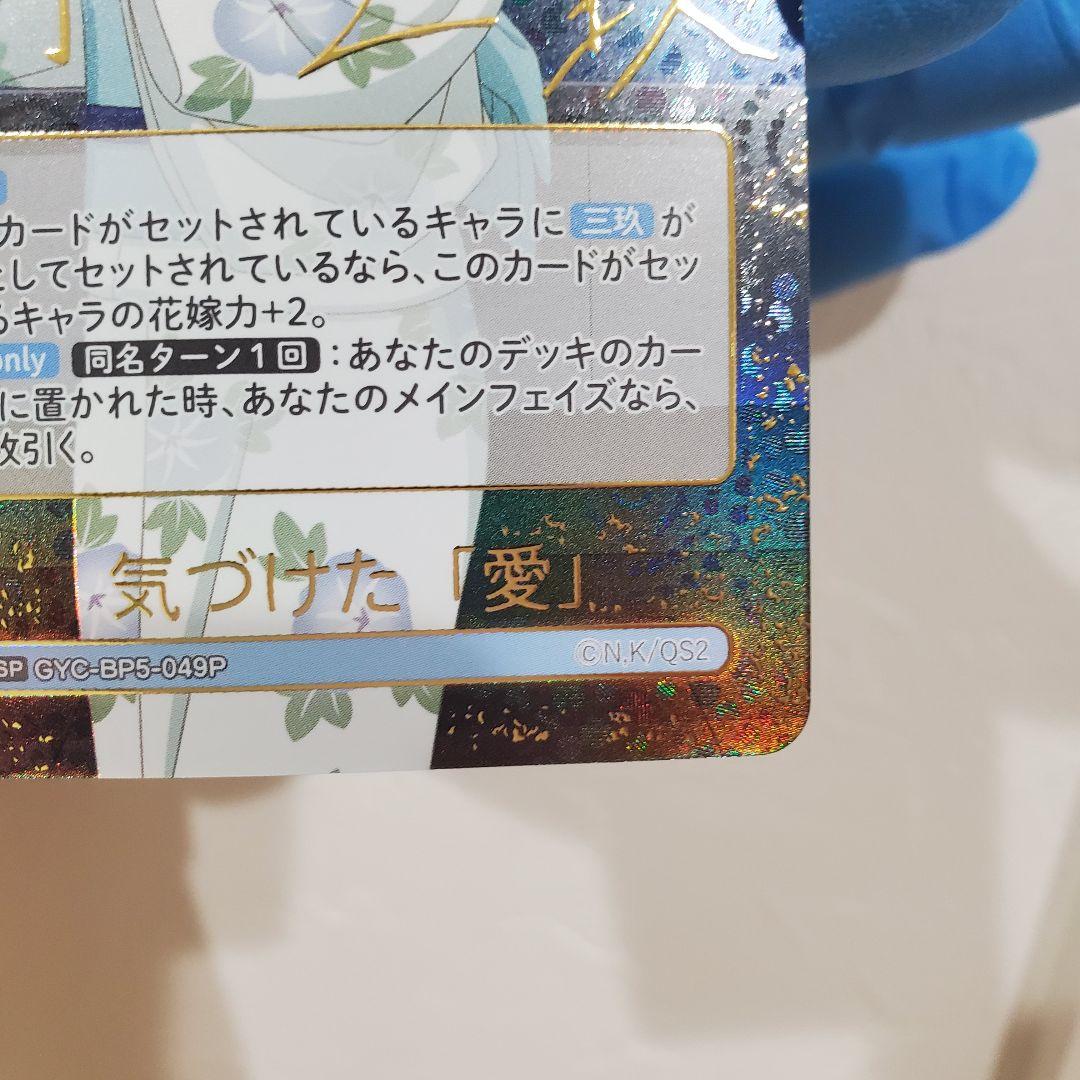 カードがセットされているキャラに 三玖 が
してセットされているなら、このカードがセッ
キャラの花嫁力+2。
only 同名ターン1回：あなたのデッキのカー
に置かれた時、あなたのメインフェイズなら、
枚引く。
気づけた「愛」
SP GYC-BP5-049P
©N,K/QS2